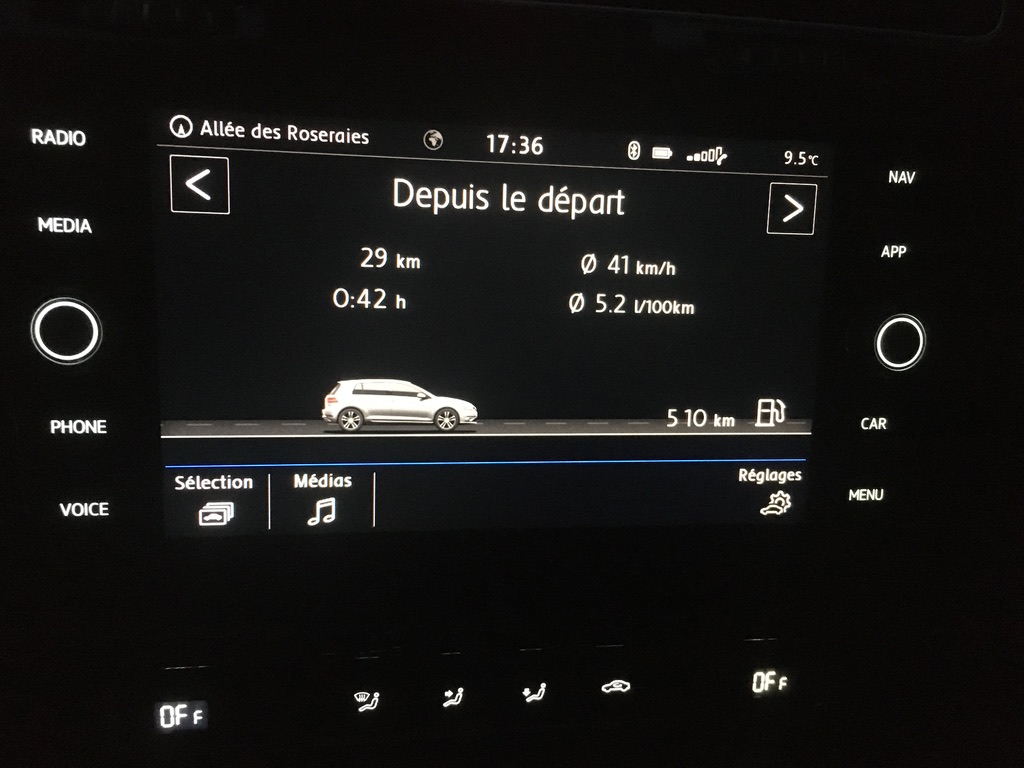 RADIO
MEDIA
PHONE
VOICE
Allée des Roseraies
17:36
9.5°C
Depuis le départ
29 km
Ø 41 km/h
0:42 h
Ø 5.2 l/100km
510 km
Sélection
Médias
Réglages
NAV
APP
CAR
MENU
OFF
OFF